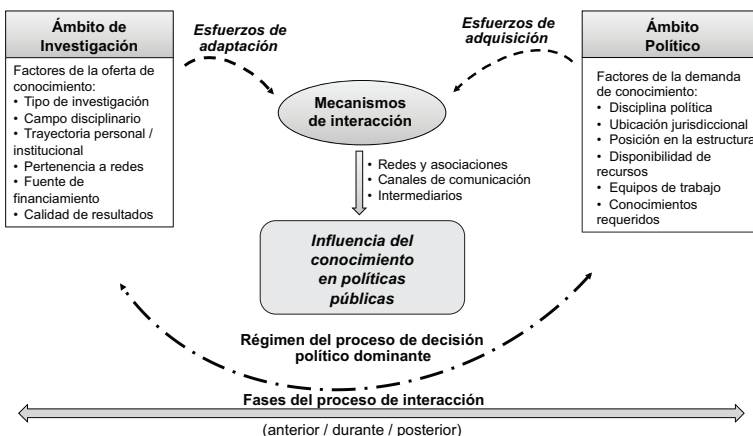 Ámbito de
Investigación
Factores de la oferta de
conocimiento:
• Tipo de investigación
• Campo disciplinario
• Trayectoria personal /
institucional
• Pertenencia a redes
• Fuente de
financiamiento
• Calidad de resultados
Esfuerzos de
adaptación
Esfuerzos de
adquisición
Mecanismos
de interacción
• Redes y asociaciones
• Canales de comunicación
• Intermediarios
Influencia del
conocimiento
en políticas
públicas
Ámbito
Político
Factores de la demanda
de conocimiento:
• Disciplina política
• Ubicación jurisdiccional
• Posición en la estructura
• Disponibilidad de
recursos
• Equipos de trabajo
• Conocimientos
requeridos
Régimen del proceso de decisión
político dominante
Fases del proceso de interacción
(anterior / durante / posterior)